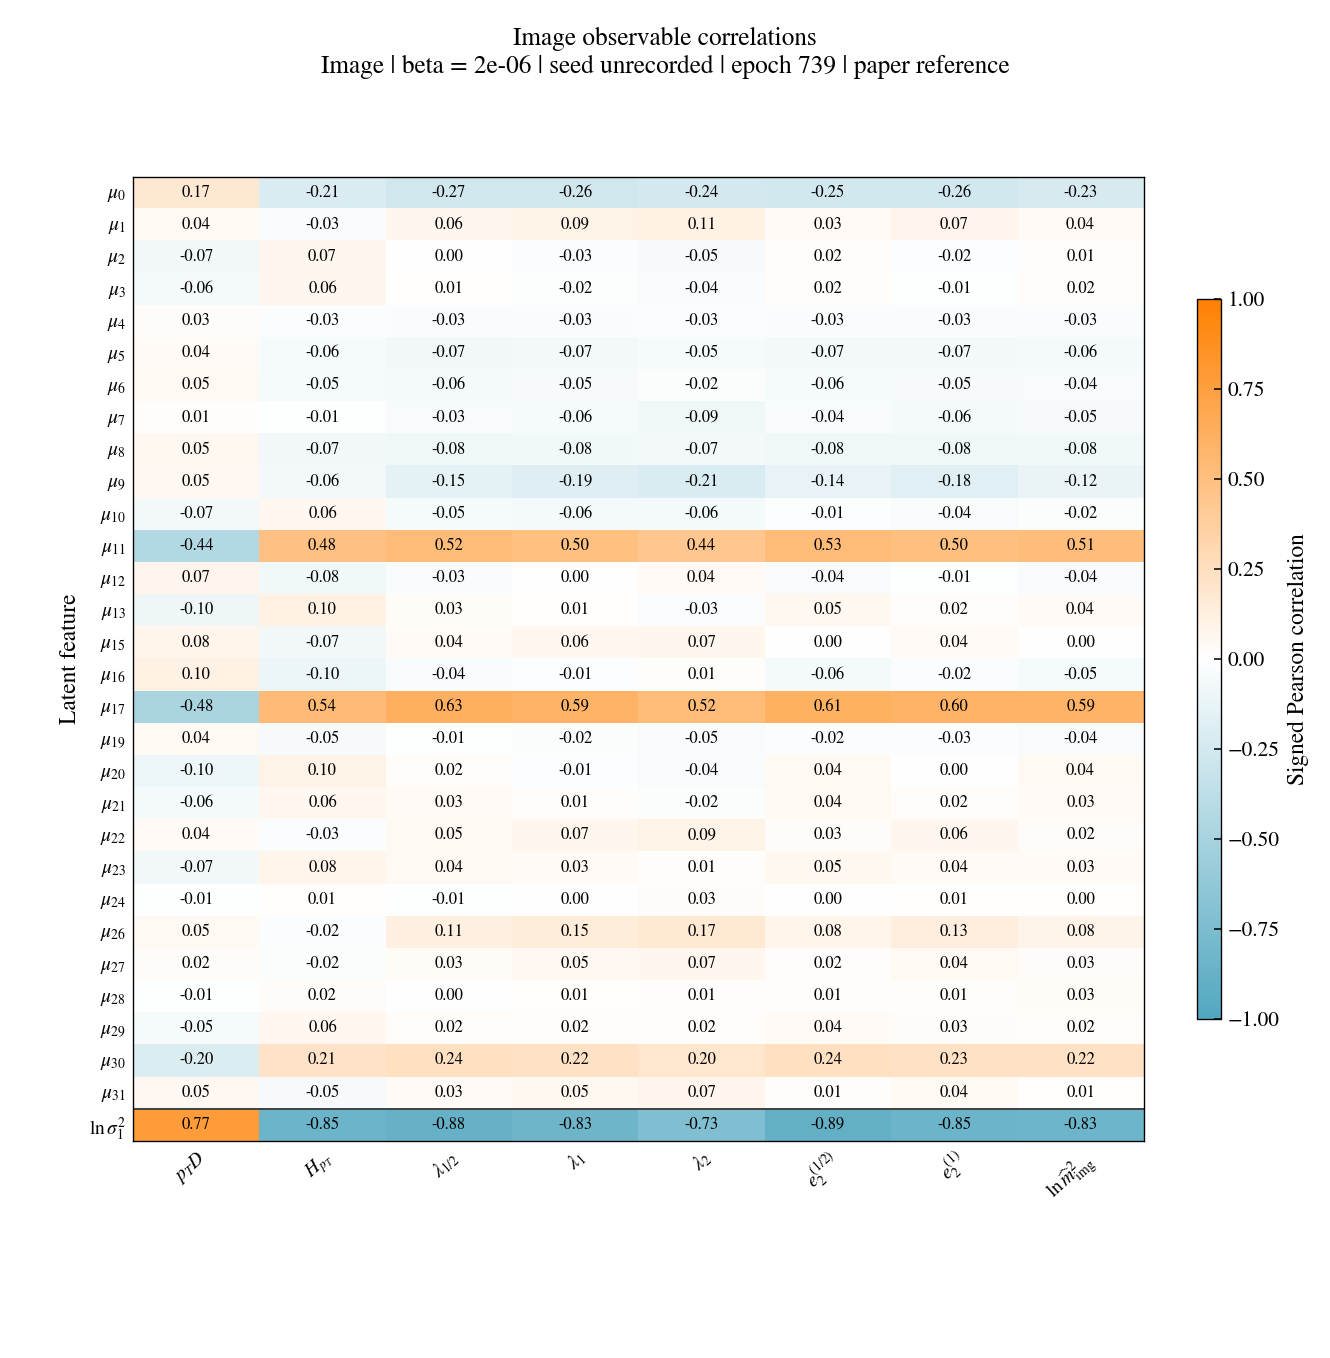 Image observable correlations
Image | beta = 2e-06 | seed unrecorded | epoch 739 | paper reference
Latent feature
μ0 0.17 -0.21 -0.27 -0.26 -0.24 -0.25 -0.26 -0.23
μ1 0.04 -0.03 0.06 0.09 0.11 0.03 0.07 0.04
μ2 -0.07 0.07 0.00 -0.03 -0.05 0.02 -0.02 0.01
μ3 -0.06 0.06 0.01 -0.02 -0.04 0.02 -0.01 0.02
μ4 0.03 -0.03 -0.03 -0.03 -0.03 -0.03 -0.03 -0.03
μ5 0.04 -0.06 -0.07 -0.07 -0.05 -0.07 -0.07 -0.06
μ6 0.05 -0.05 -0.06 -0.05 -0.02 -0.06 -0.05 -0.04
μ7 0.01 -0.01 -0.03 -0.06 -0.09 -0.04 -0.06 -0.05
μ8 0.05 -0.07 -0.08 -0.08 -0.07 -0.08 -0.08 -0.08
μ9 0.05 -0.06 -0.15 -0.19 -0.21 -0.14 -0.18 -0.12
μ10 -0.07 0.06 -0.05 -0.06 -0.06 -0.01 -0.04 -0.02
μ11 -0.44 0.48 0.52 0.50 0.44 0.53 0.50 0.51
μ12 0.07 -0.08 -0.03 0.00 0.04 -0.04 -0.01 -0.04
μ13 -0.10 0.10 0.03 0.01 -0.03 0.05 0.02 0.04
μ15 0.08 -0.07 0.04 0.06 0.07 0.00 0.04 0.00
μ16 0.10 -0.10 -0.04 -0.01 0.01 -0.06 -0.02 -0.05
μ17 -0.48 0.54 0.63 0.59 0.52 0.61 0.60 0.59
μ19 0.04 -0.05 -0.01 -0.02 -0.05 -0.02 -0.03 -0.04
μ20 -0.10 0.10 0.02 -0.01 -0.04 0.04 0.00 0.04
μ21 -0.06 0.06 0.03 0.01 -0.02 0.04 0.02 0.03
μ22 0.04 -0.03 0.05 0.07 0.09 0.03 0.06 0.02
μ23 -0.07 0.08 0.04 0.03 0.01 0.05 0.04 0.03
μ24 -0.01 0.01 -0.01 0.00 0.03 0.00 0.01 0.00
μ26 0.05 -0.02 0.11 0.15 0.17 0.08 0.13 0.08
μ27 0.02 -0.02 0.03 0.05 0.07 0.02 0.04 0.03
μ28 -0.01 0.02 0.00 0.01 0.01 0.01 0.01 0.03
μ29 -0.05 0.06 0.02 0.02 0.02 0.04 0.03 0.02
μ30 -0.20 0.21 0.24 0.22 0.20 0.24 0.23 0.22
μ31 0.05 -0.05 0.03 0.05 0.07 0.01 0.04 0.01
ln σ₁² 0.77 -0.85 -0.88 -0.83 -0.73 -0.89 -0.85 -0.83
pTD HpT λ1/2 λ1 λ2 e2^(1/2) e2^(1) ln m̂²img
1.00
0.75
0.50
0.25
0.00
−0.25
−0.50
−0.75
−1.00
Signed Pearson correlation